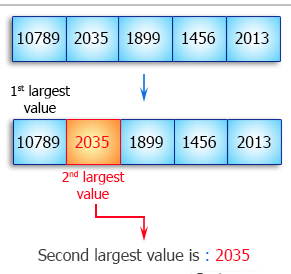 10789 2035 1899 1456 2013
1st largest
value
10789 2035 1899 1456 2013
2nd largest
value
Second largest value is : 2035